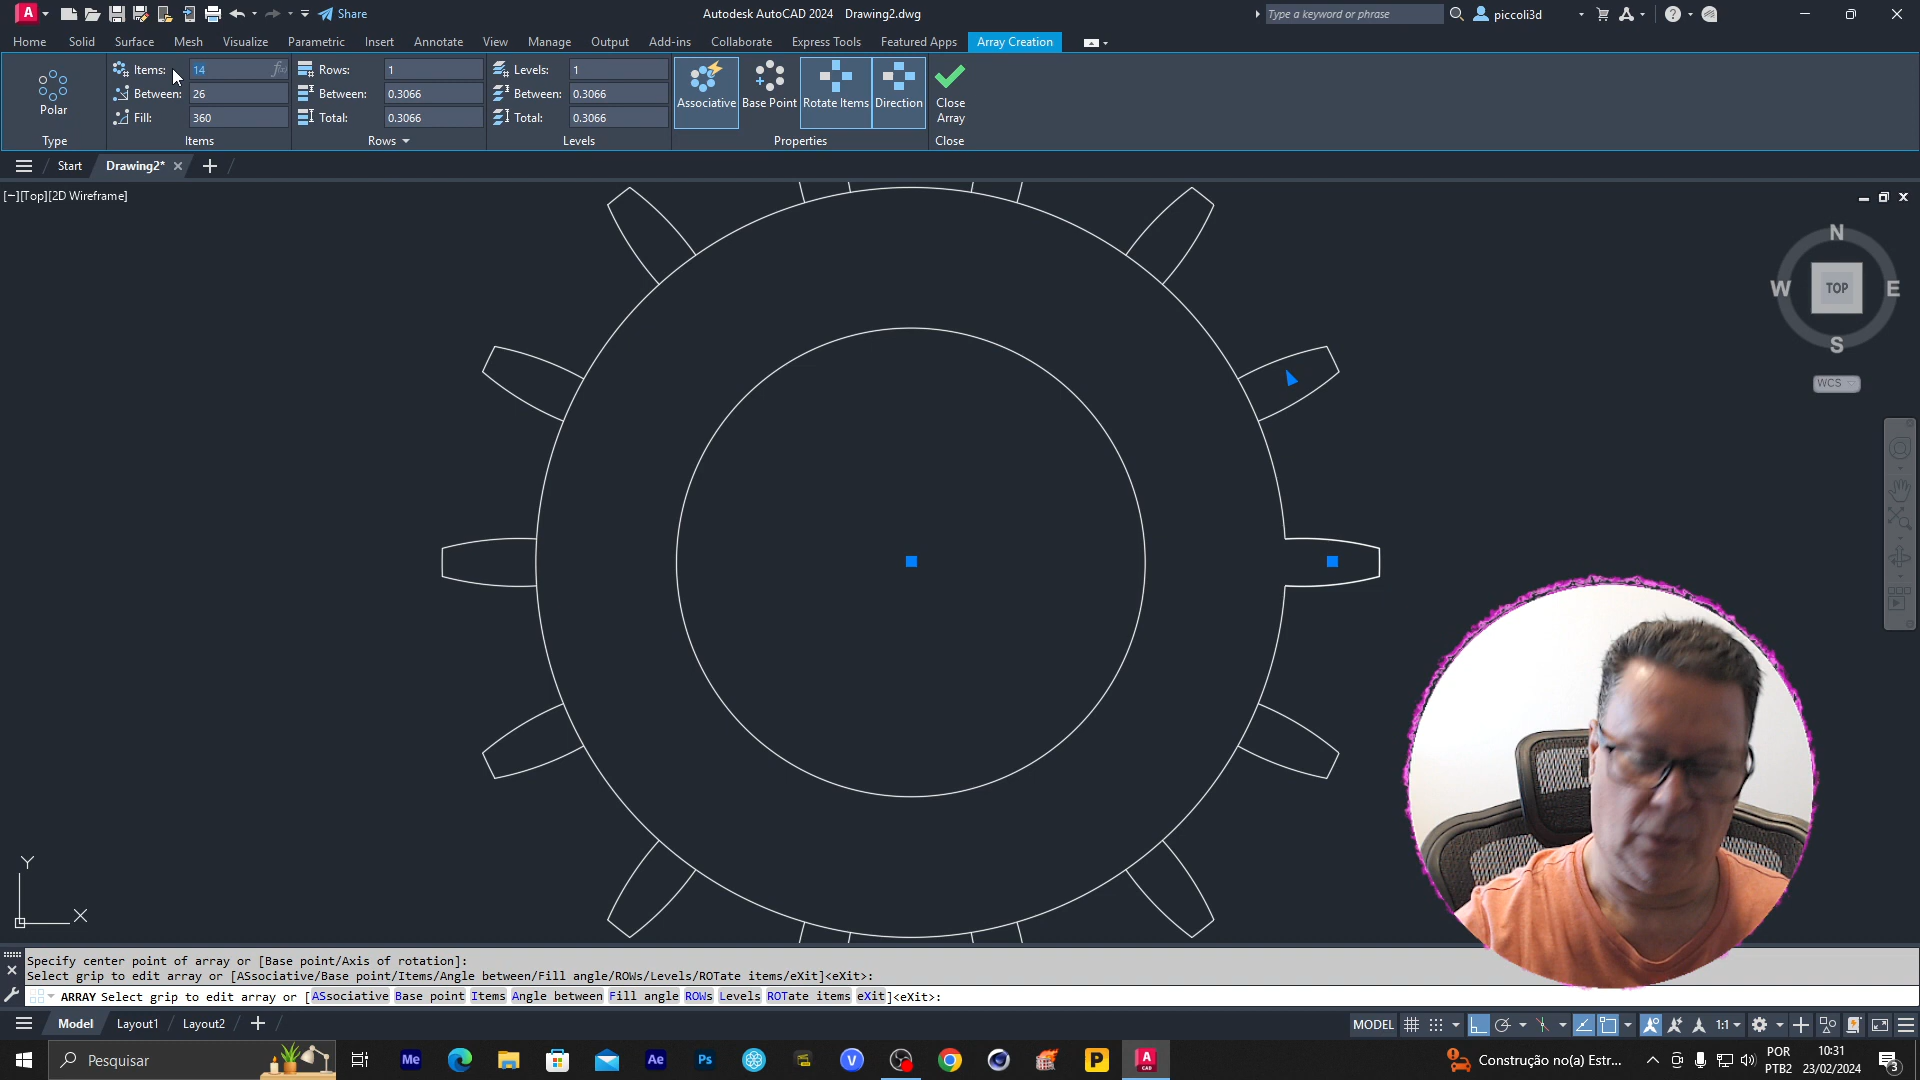 Share
Autodesk AutoCAD 2024 Drawing2.dwg
Type a keyword or phrase
piccoli3d
Home Solid Surface Mesh Visualize Parametric Insert Annotate View Manage Output Add-ins Collaborate Express Tools Featured Apps Array Creation
Items: 14
Between: 26
Fill: 360
Polar
Type
Items
Rows: 1
Between: 0.3066
Total: 0.3066
Rows
Levels: 1
Between: 0.3066
Total: 0.3066
Levels
Associative
Base Point
Rotate Items
Direction
Properties
Close Array
Close
Start
Drawing2*
[−][Top][2D Wireframe]
N
W
TOP
E
S
WCS
Y
X
Specify center point of array or [Base point/Axis of rotation]:
Select grip to edit array or [ASsociative/Base point/Items/Angle between/Fill angle/ROWs/Levels/ROTate items/eXit]<eXit>:
ARRAY Select grip to edit array or [ASsociative Base point Items Angle between Fill angle ROWs Levels ROTate items eXit]<eXit>:
Model Layout1 Layout2
MODEL
1:1
Pesquisar
Me
Ae
Ps
V
P
A
CAD
Construção no(a) Estr...
POR
PTB2
10:31
23/02/2024
3